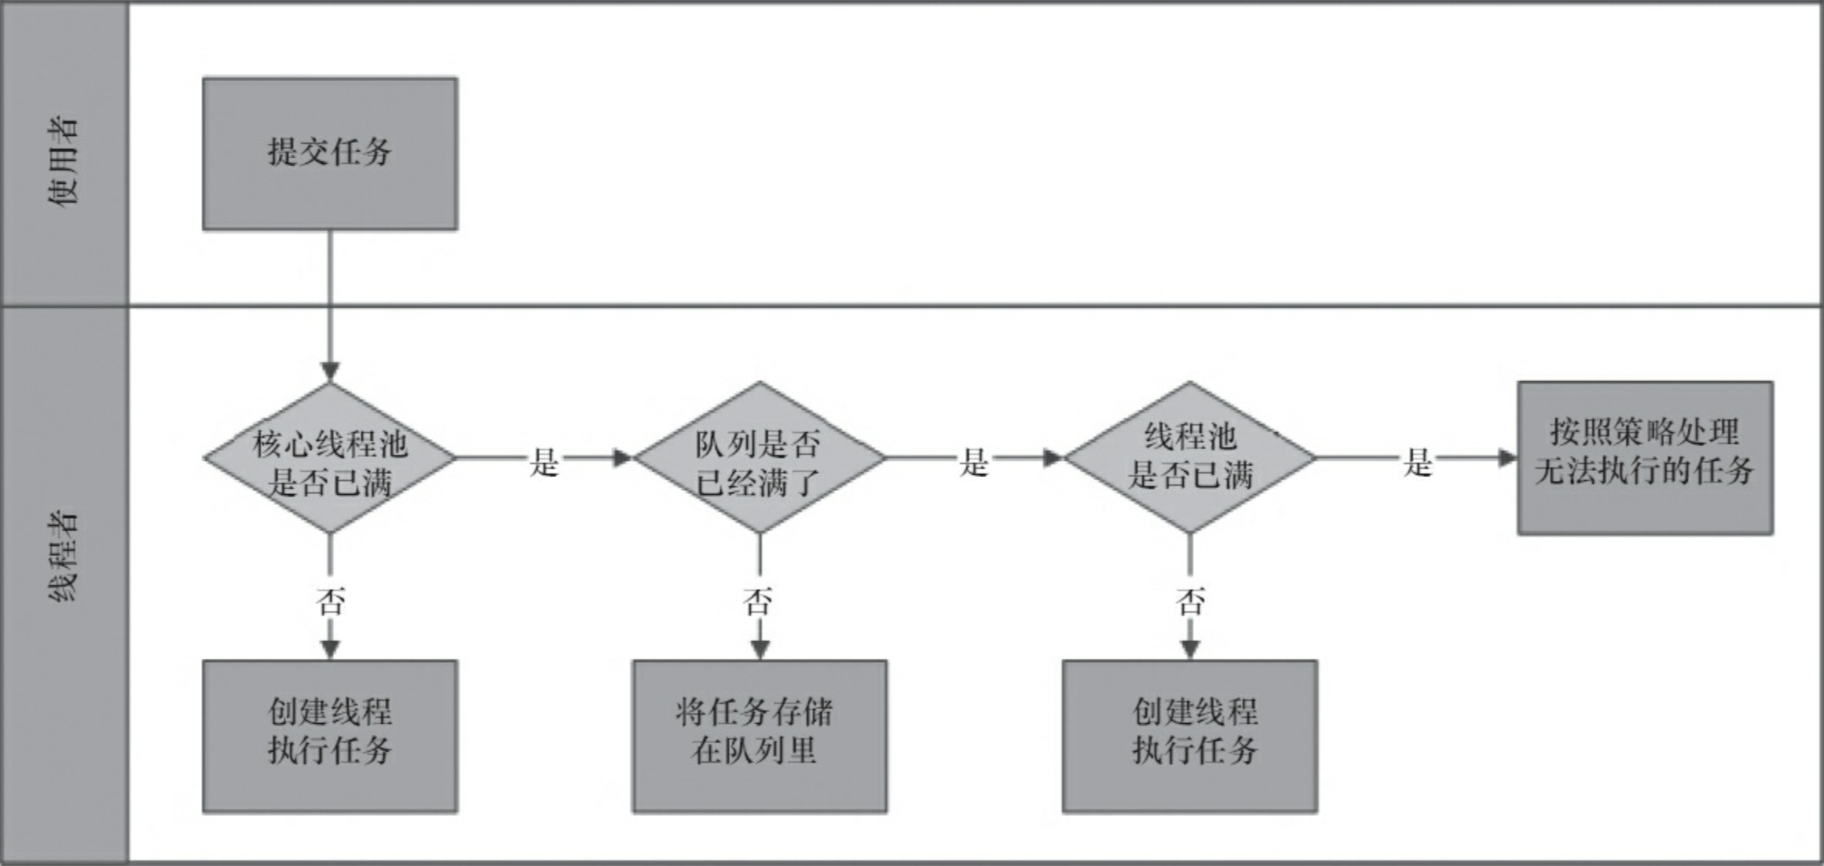 使用者
提交任务
线程者
核心线程池
是否已满
是
队列是否
已经满了
是
线程池
是否已满
是
按照策略处理
无法执行的任务
否
否
否
创建线程
执行任务
将任务存储
在队列里
创建线程
执行任务